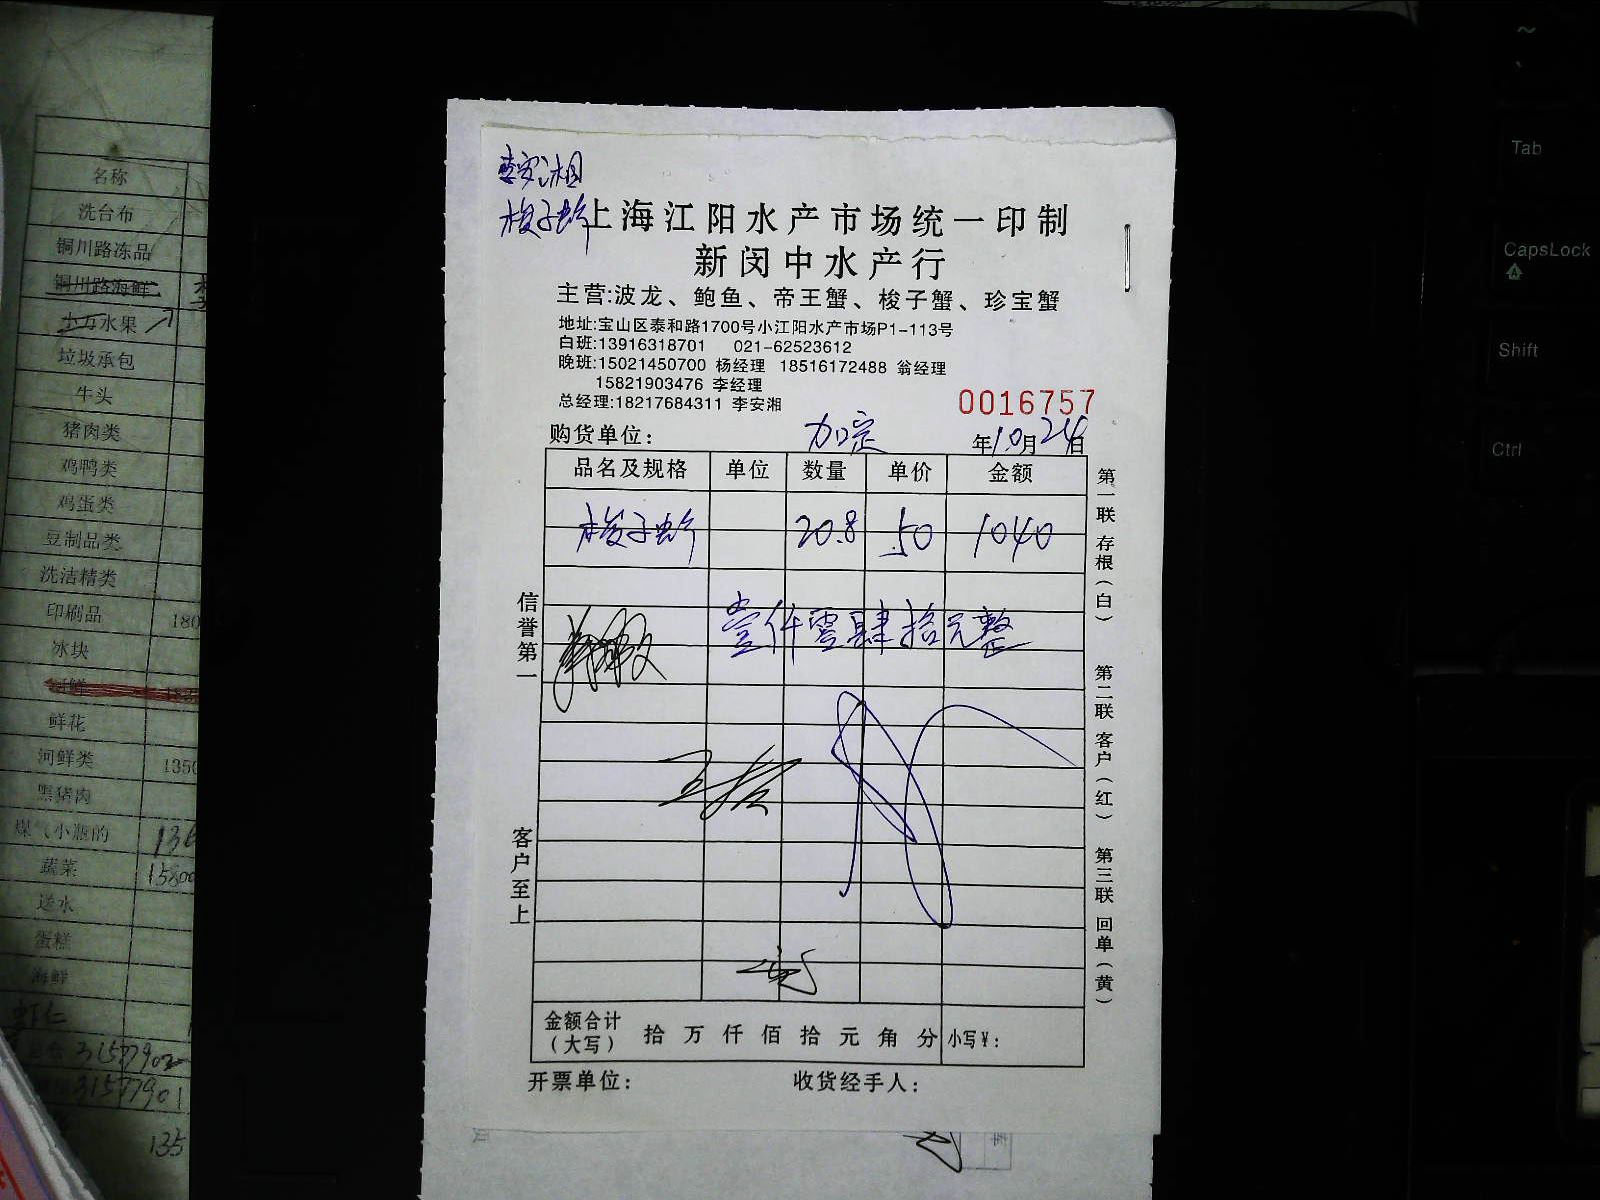 李安湘
梭子蚧
上海江阳水产市场统一印制
新闵中水产行
主营:波龙、鲍鱼、帝王蟹、梭子蟹、珍宝蟹
地址:宝山区泰和路1700号小江阳水产市场P1-113号
白班:13916318701 021-62523612
晚班:15021450700 杨经理 18516172488 翁经理
15821903476 李经理
总经理:18217684311 李安湘
0016757
购货单位: 加定 年10月24日
品名及规格 单位 数量 单价 金额
梭子蚧 20.8 50 1040
壹仟零肆拾元整
金额合计(大写) 拾 万 仟 佰 拾 元 角 分 小写¥:
开票单位: 收货经手人:
信誉第一
客户至上
第一联 存根(白)
第二联 客户(红)
第三联 回单(黄)
名称
洗台布
铜川路冻品
铜川路海鲜
小万水果
垃圾承包
牛头
猪肉类
鸡鸭类
鸡蛋类
豆制品类
洗洁精类
印刷品 180
冰块
鲜花
河鲜类 1350
黑猪肉
煤气小瓶的
蔬菜 15800
送水
蛋糕
海鲜
虾仁
31577902
31577901
135
~
Tab
CapsLock
A
Shift
Ctrl